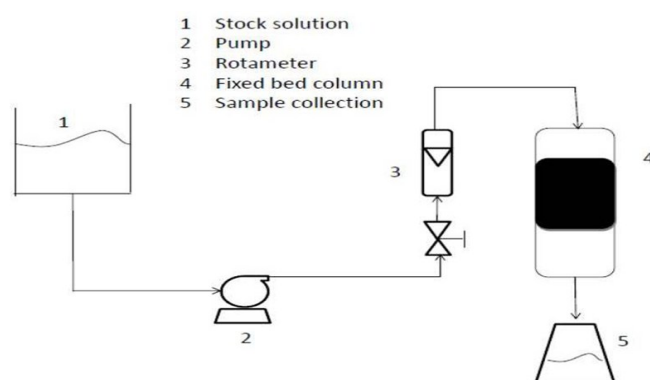 1 Stock solution
2 Pump
3 Rotameter
4 Fixed bed column
5 Sample collection
1
3
4
2
5